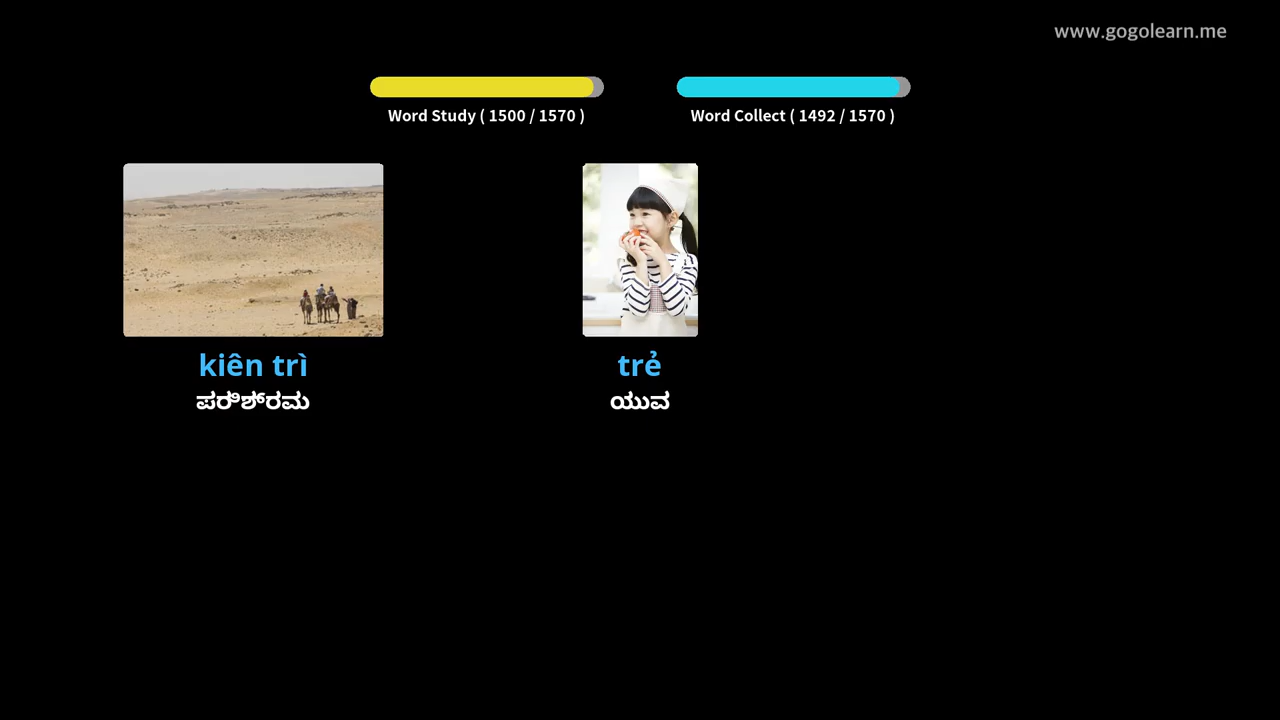 www.gogolearn.me
Word Study ( 1500 / 1570 )
Word Collect ( 1492 / 1570 )
kiên trì
ಪರಿಶ್ರಮ
trẻ
ಯುವ